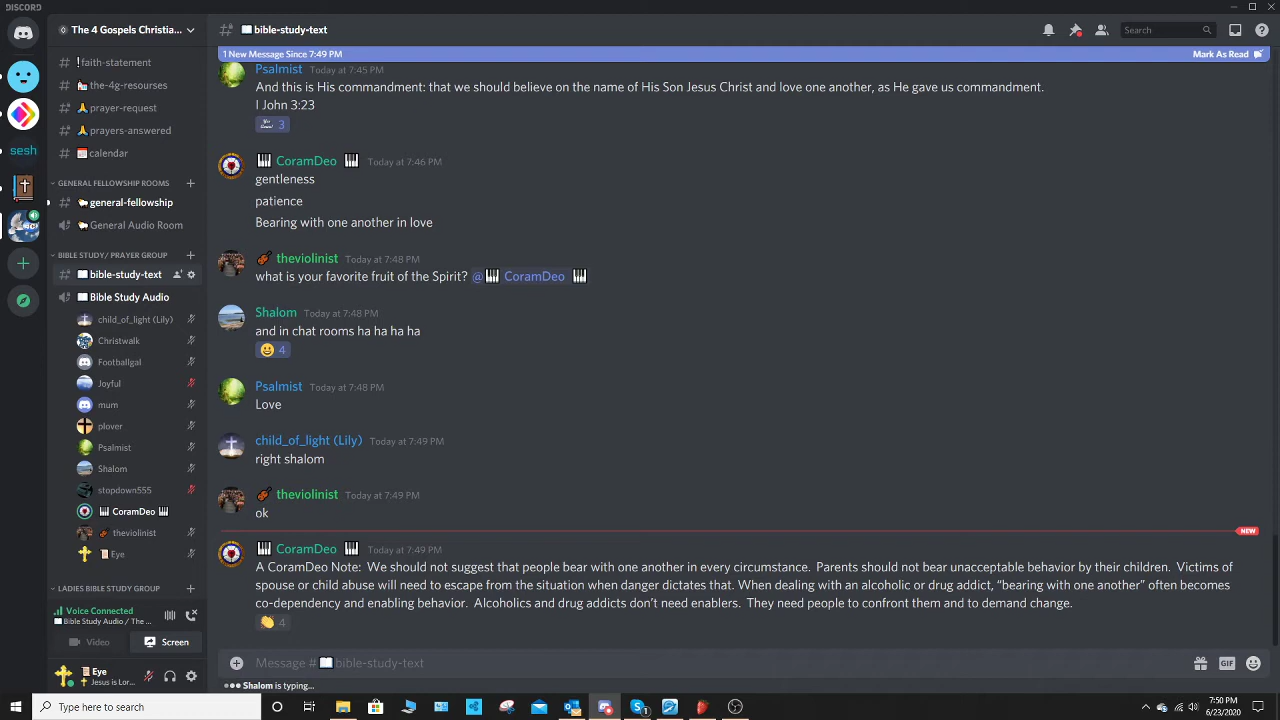 DISCORD
The 4 Gospels Christia...
# bible-study-text
Search
1 New Message Since 7:49 PM
Mark As Read
faith-statement
the-4g-resourses
prayer-request
prayers-answered
calendar
GENERAL FELLOWSHIP ROOMS
general-fellowship
General Audio Room
BIBLE STUDY/ PRAYER GROUP
bible-study-text
Bible Study Audio
child_of_light (Lily)
Christwalk
Footballgal
Joyful
mum
plover
Psalmist
Shalom
stopdown555
CoramDeo
theviolinist
Eye
LADIES BIBLE STUDY GROUP
Voice Connected
Bible Study Audio / The ...
Video
Screen
Eye
Jesus is Lor...
sesh
Psalmist Today at 7:45 PM
And this is His commandment: that we should believe on the name of His Son Jesus Christ and love one another, as He gave us commandment.
I John 3:23
3
CoramDeo Today at 7:46 PM
gentleness
patience
Bearing with one another in love
theviolinist Today at 7:48 PM
what is your favorite fruit of the Spirit? @ CoramDeo
Shalom Today at 7:48 PM
and in chat rooms ha ha ha ha
4
Psalmist Today at 7:48 PM
Love
child_of_light (Lily) Today at 7:49 PM
right shalom
theviolinist Today at 7:49 PM
ok
NEW
CoramDeo Today at 7:49 PM
A CoramDeo Note: We should not suggest that people bear with one another in every circumstance. Parents should not bear unacceptable behavior by their children. Victims of
spouse or child abuse will need to escape from the situation when danger dictates that. When dealing with an alcoholic or drug addict, “bearing with one another” often becomes
co-dependency and enabling behavior. Alcoholics and drug addicts don’t need enablers. They need people to confront them and to demand change.
4
Message # bible-study-text
GIF
Shalom is typing...
Type here to search
7:50 PM
6/23/2020